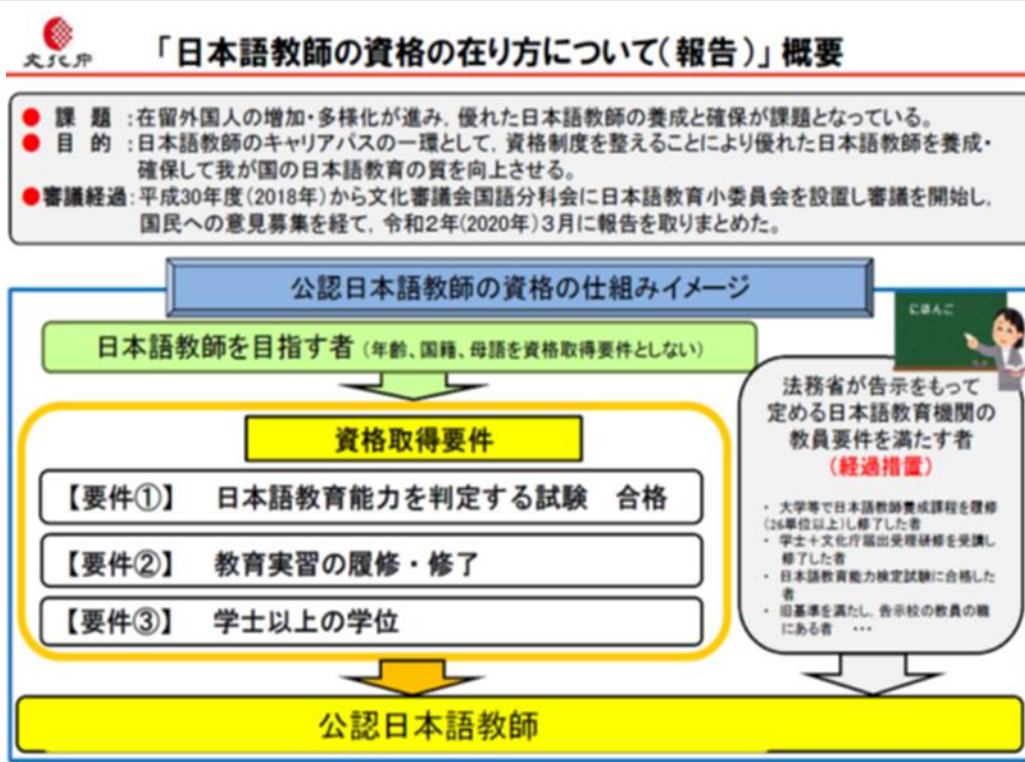 文化庁
「日本語教師の資格の在り方について(報告)」概要
● 課 題 :在留外国人の増加・多様化が進み, 優れた日本語教師の養成と確保が課題となっている。
● 目 的 :日本語教師のキャリアパスの一環として, 資格制度を整えることにより優れた日本語教師を養成・
確保して我が国の日本語教育の質を向上させる。
●審議経過:平成30年度(2018年)から文化審議会国語分科会に日本語教育小委員会を設置し審議を開始し,
国民への意見募集を経て, 令和2年(2020年)3月に報告を取りまとめた。
公認日本語教師の資格の仕組みイメージ
日本語教師を目指す者 (年齢、国籍、母語を資格取得要件としない)
資格取得要件
【要件①】 日本語教育能力を判定する試験 合格
【要件②】 教育実習の履修・修了
【要件③】 学士以上の学位
にほんご
法務省が告示をもって
定める日本語教育機関の
教員要件を満たす者
(経過措置)
・ 大学等で日本語教師養成課程を履修
(26単位以上)し修了した者
・ 学士+文化庁届出受理研修を受講し
修了した者
・ 日本語教育能力検定試験に合格した
者
・ 旧基準を満たし, 告示校の教員の職
にある者 …
公認日本語教師